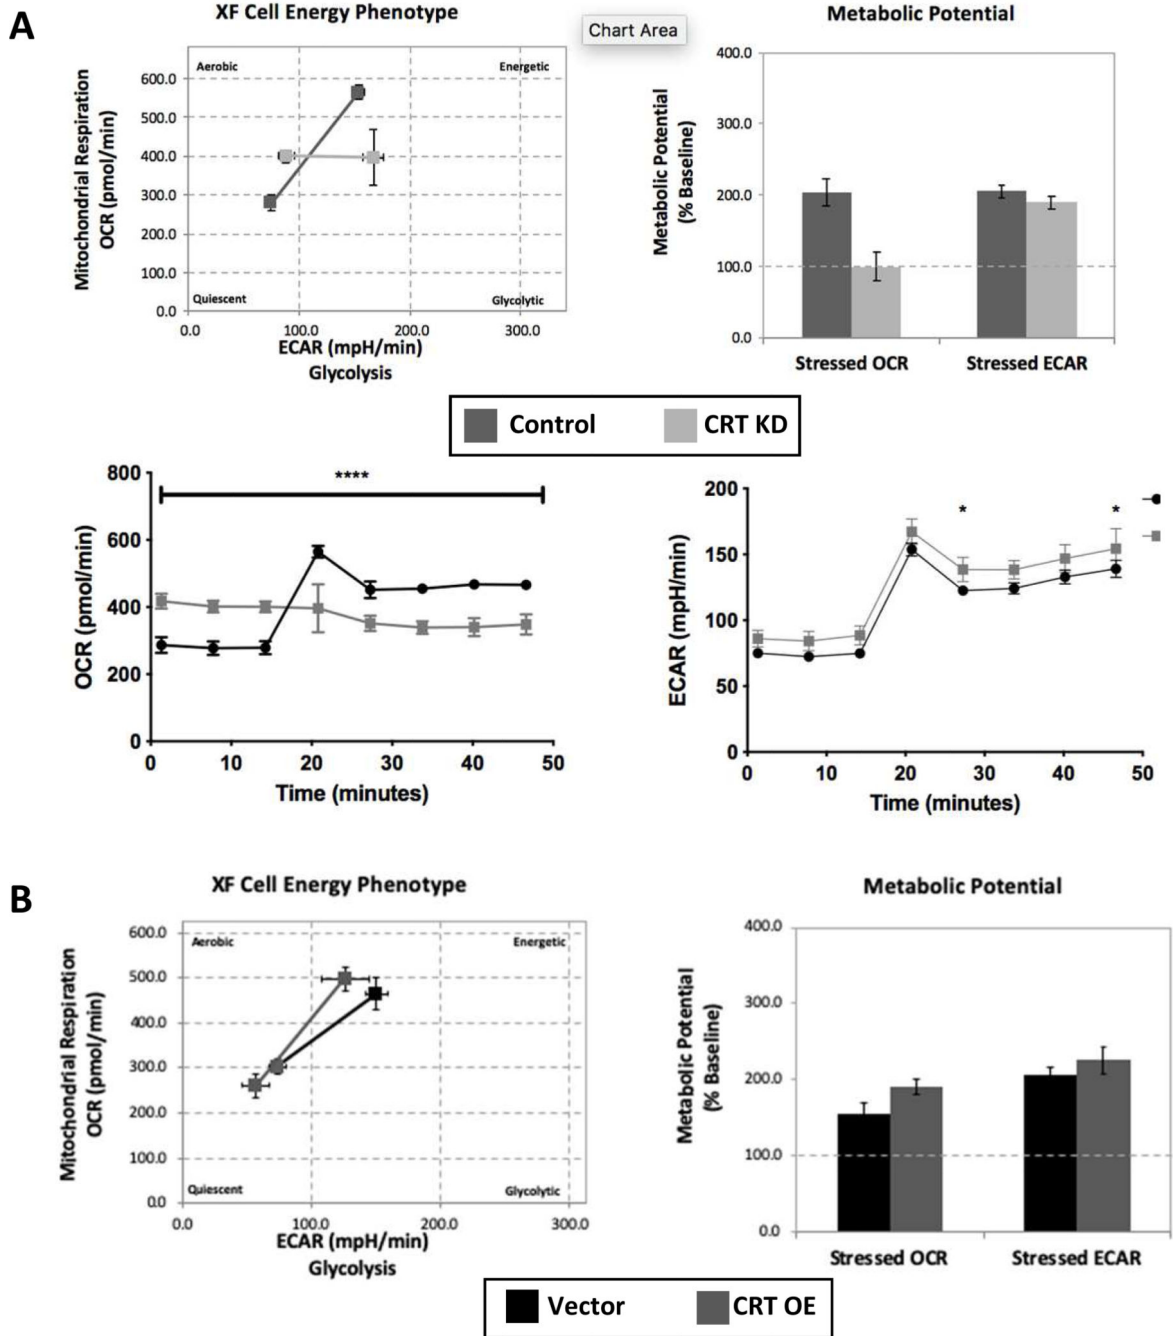 A
XF Cell Energy Phenotype
Chart Area
Metabolic Potential
Mitochondrial Respiration
OCR (pmol/min)
600.0
500.0
400.0
300.0
200.0
100.0
0.0
Aerobic
Energetic
Quiescent
Glycolytic
0.0
100.0
200.0
300.0
ECAR (mpH/min)
Glycolysis
Metabolic Potential
(% Baseline)
400.0
300.0
200.0
100.0
0.0
Stressed OCR
Stressed ECAR
Control
CRT KD
OCR (pmol/min)
800
600
400
200
0
****
0
10
20
30
40
50
Time (minutes)
ECAR (mpH/min)
200
150
100
50
0
*
*
0
10
20
30
40
50
Time (minutes)
B
XF Cell Energy Phenotype
Metabolic Potential
Mitochondrial Respiration
OCR (pmol/min)
600.0
500.0
400.0
300.0
200.0
100.0
0.0
Aerobic
Energetic
Quiescent
Glycolytic
0.0
100.0
200.0
300.0
ECAR (mpH/min)
Glycolysis
Metabolic Potential
(% Baseline)
400.0
300.0
200.0
100.0
0.0
Stressed OCR
Stressed ECAR
Vector
CRT OE